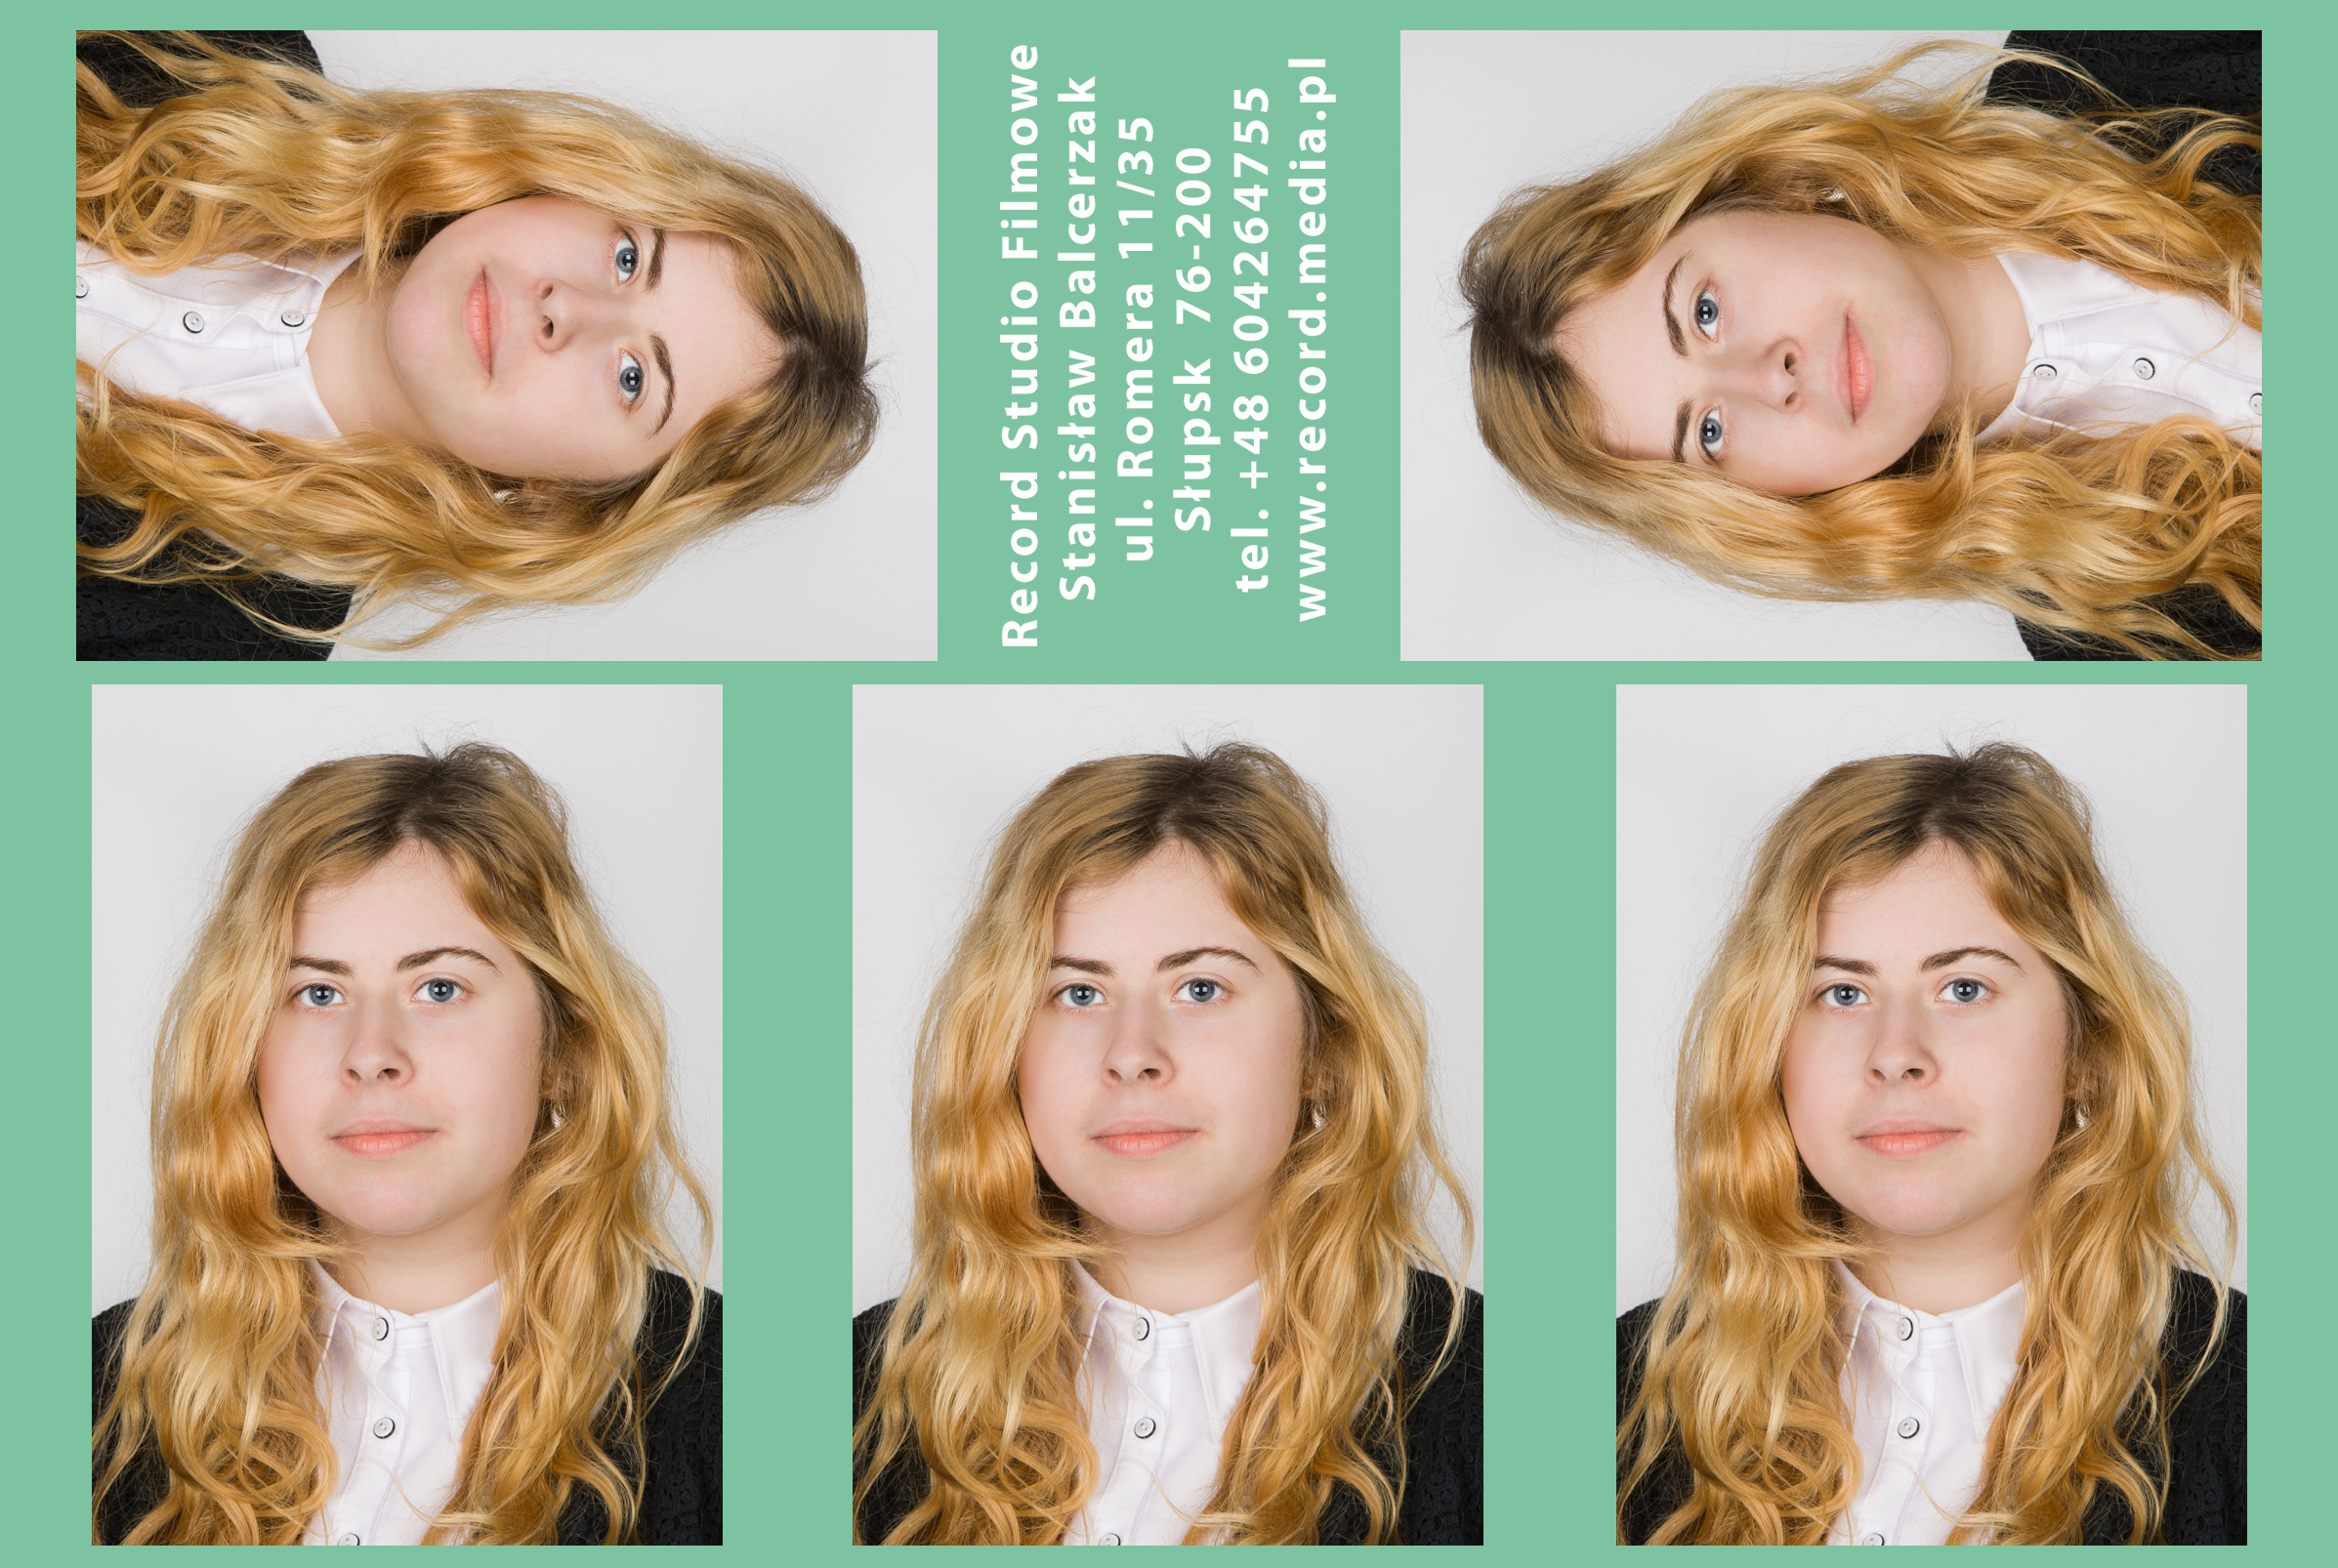 Record Studio Filmowe
Stanisław Balcerzak
ul. Romera 11/35
Słupsk 76-200
tel. +48 604264755
www.record.media.pl